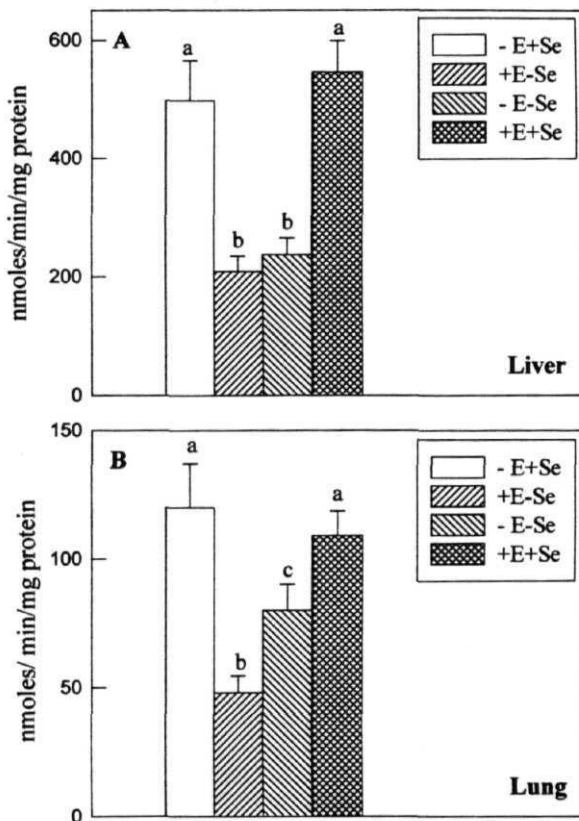 A
600
400
200
0
nmoles/min/mg protein
a
b
b
a
- E+Se
+E-Se
- E-Se
+E+Se
Liver
B
150
100
50
0
nmoles/ min/mg protein
a
b
c
a
- E+Se
+E-Se
- E-Se
+E+Se
Lung